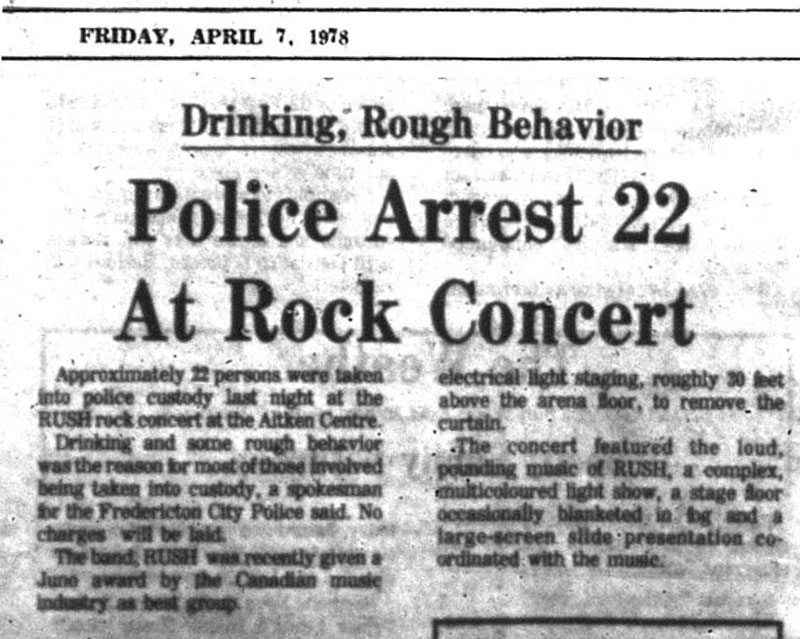 FRIDAY, APRIL 7, 1978
Drinking, Rough Behavior
Police Arrest 22
At Rock Concert
Approximately 22 persons were taken
into police custody last night at the
RUSH rock concert at the Aitken Centre.
Drinking and some rough behavior
was the reason for most of those involved
being taken into custody, a spokesman
for the Fredericton City Police said. No
charges will be laid.
The band, RUSH was recently given a
Juno award by the Canadian music
industry as best group.
electrical light staging, roughly 30 feet
above the arena floor, to remove the
curtain.
The concert featured the loud,
pounding music of RUSH, a complex,
multicoloured light show, a stage floor
occasionally blanketed in fog and a
large-screen slide presentation co-
ordinated with the music.